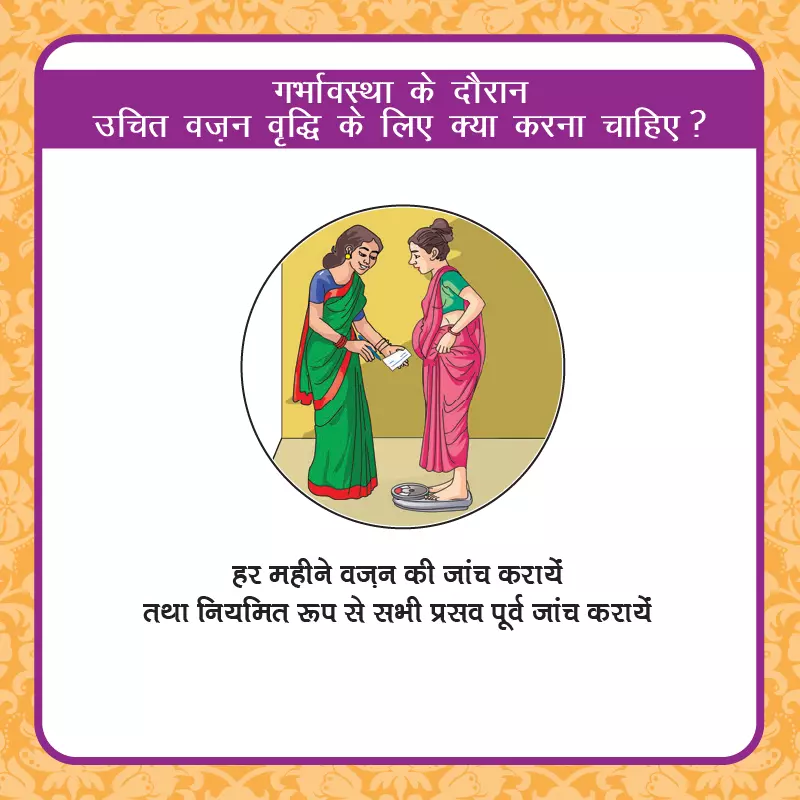 गर्भावस्था के दौरान
उचित वज़न वृद्धि के लिए क्या करना चाहिए ?
हर महीने वज़न की जांच करायें
तथा नियमित रूप से सभी प्रसव पूर्व जांच करायें